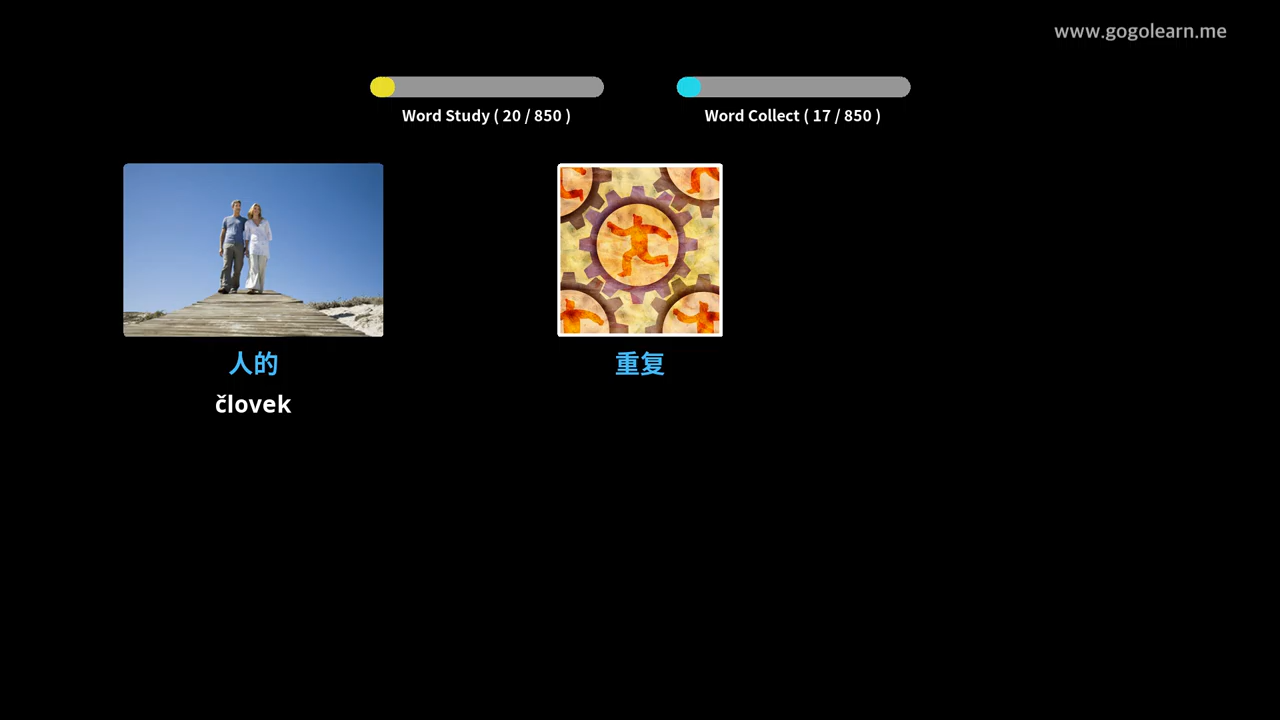 www.gogolearn.me
Word Study ( 20 / 850 )
Word Collect ( 17 / 850 )
人的
重复
človek